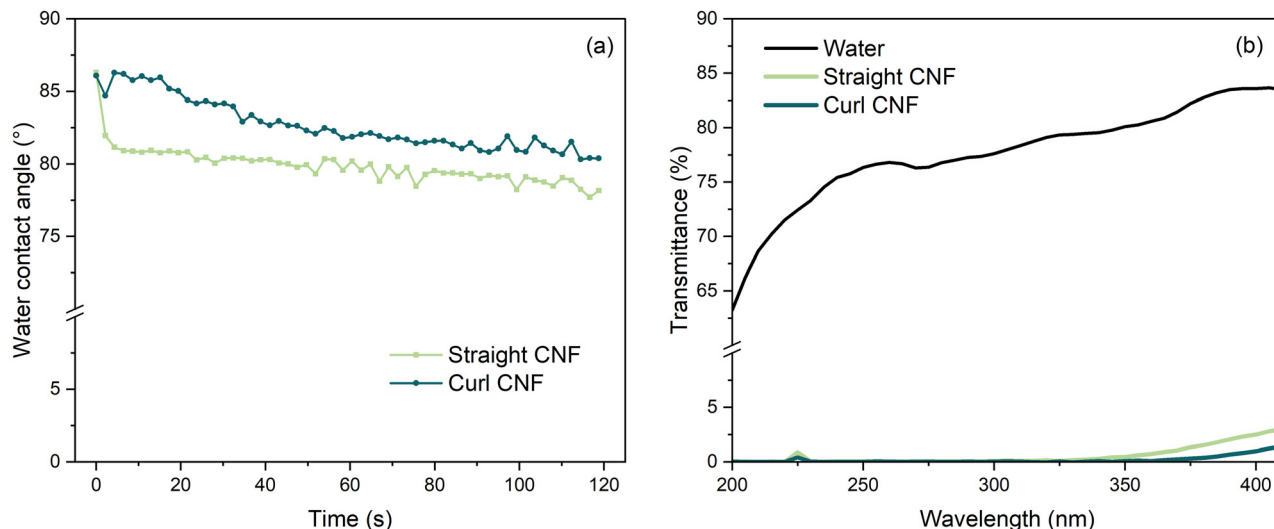 (a)
Water contact angle (°)
90
85
80
75
5
0
Straight CNF
Curl CNF
0 20 40 60 80 100 120
Time (s)
(b)
Transmittance (%)
90
85
80
75
70
65
5
0
Water
Straight CNF
Curl CNF
200 250 300 350 400
Wavelength (nm)